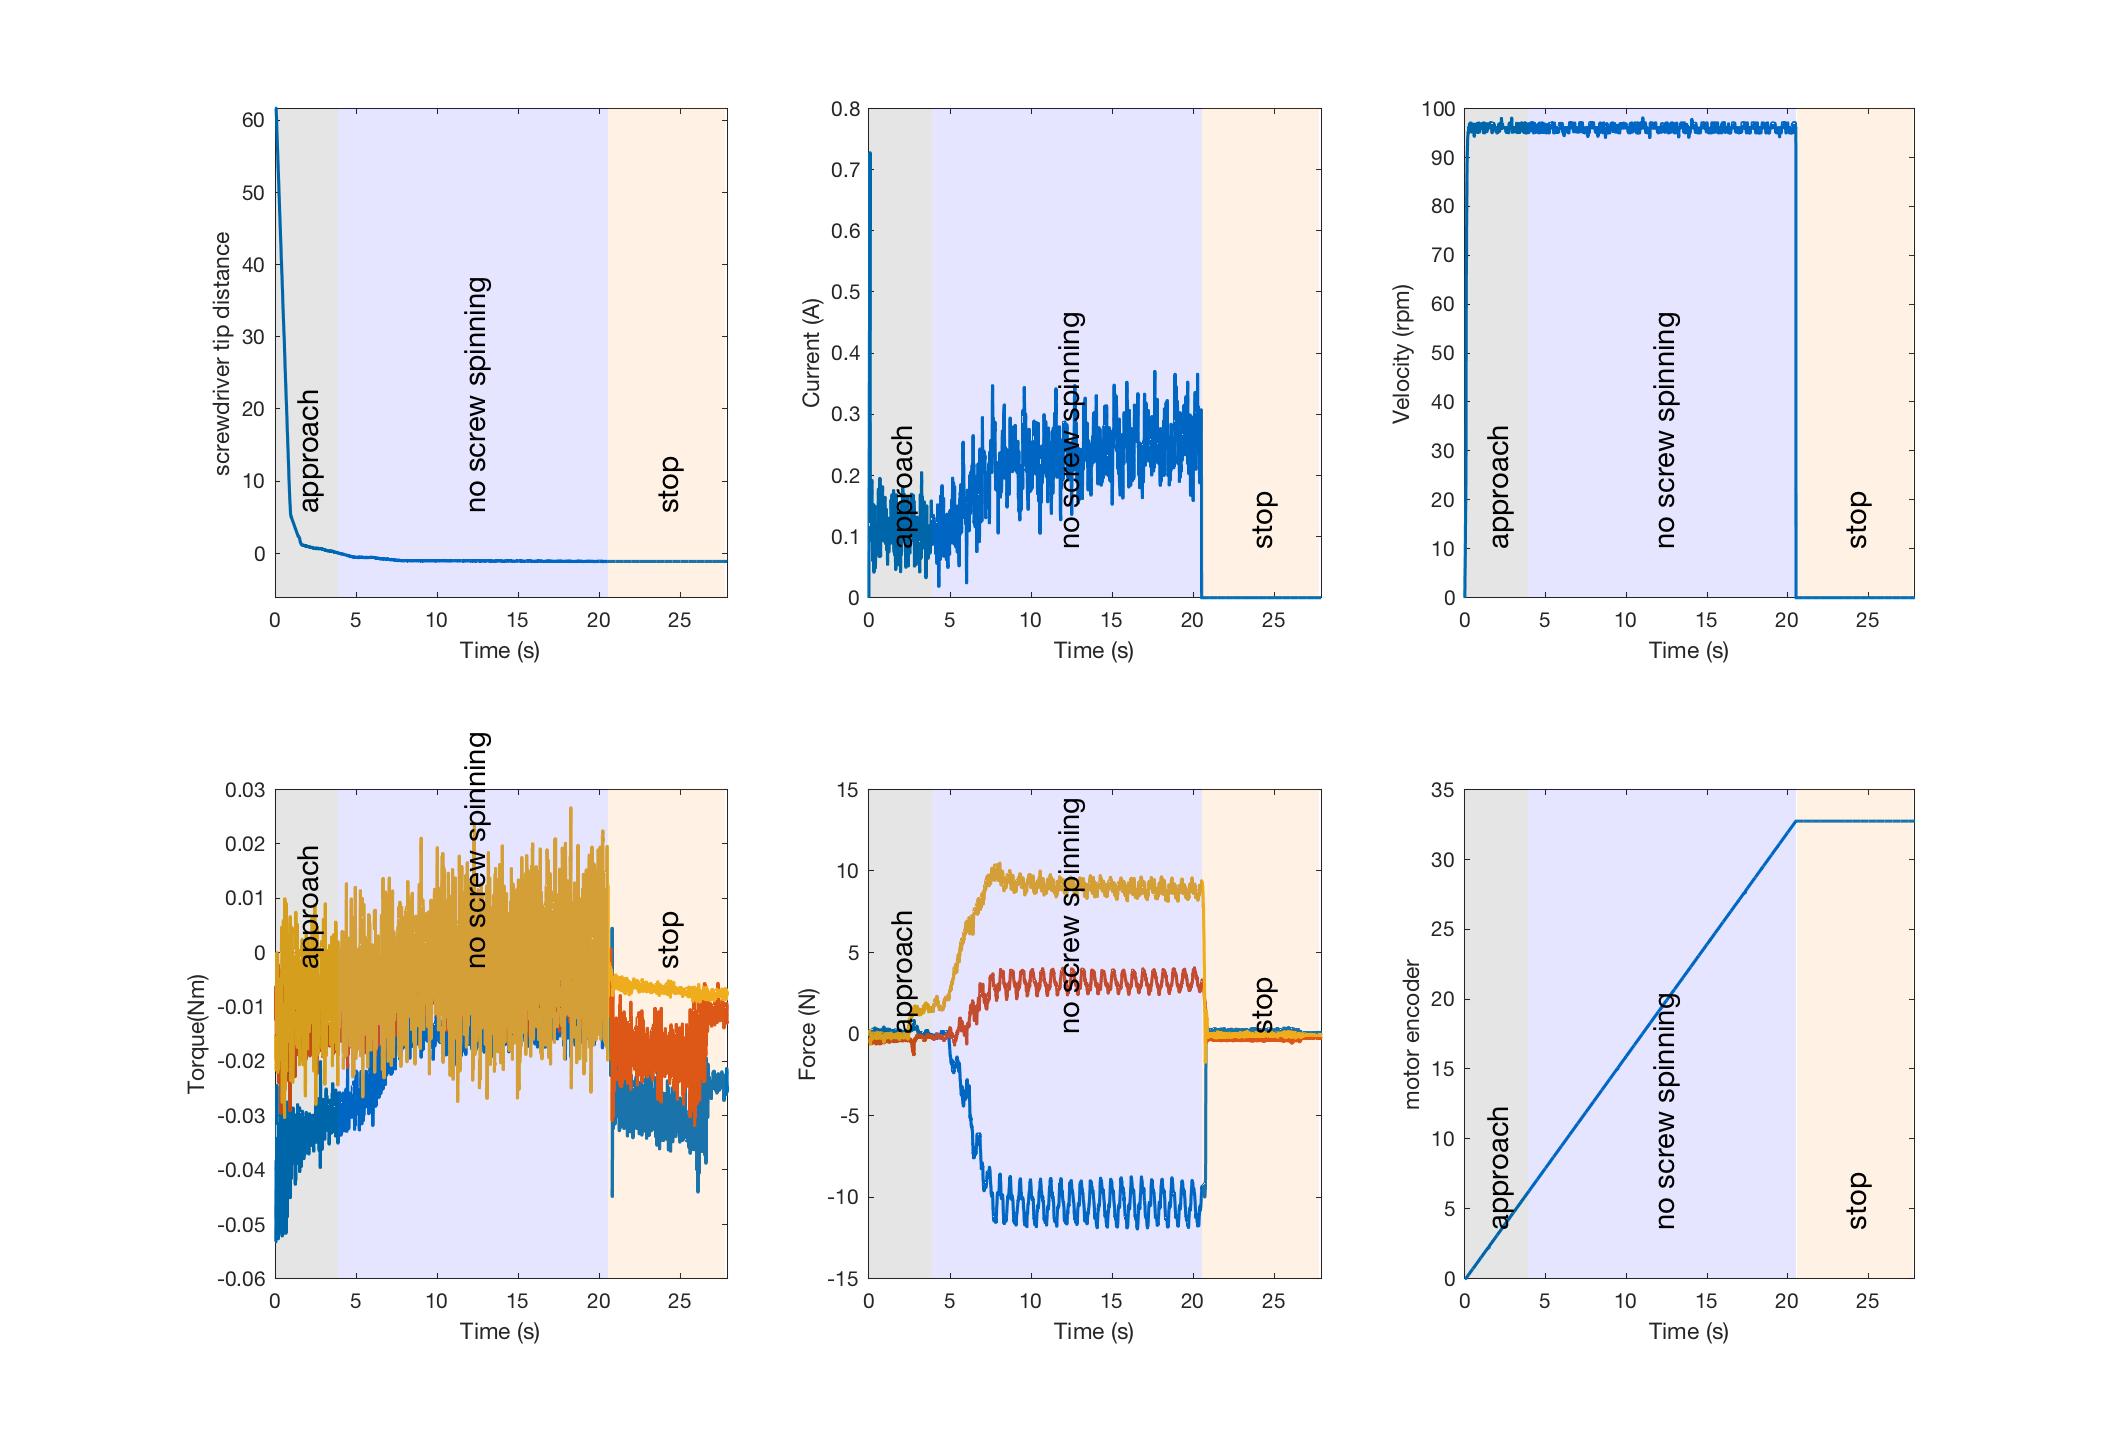 60
50
40
30
20
10
0
screwdriver tip distance
approach
no screw spinning
stop
0 5 10 15 20 25
Time (s)
0.8
0.7
0.6
0.5
0.4
0.3
0.2
0.1
0
Current (A)
approach
no screw spinning
stop
0 5 10 15 20 25
Time (s)
100
90
80
70
60
50
40
30
20
10
0
Velocity (rpm)
approach
no screw spinning
stop
0 5 10 15 20 25
Time (s)
0.03
0.02
0.01
0
-0.01
-0.02
-0.03
-0.04
-0.05
-0.06
Torque(Nm)
approach
no screw spinning
stop
0 5 10 15 20 25
Time (s)
15
10
5
0
-5
-10
-15
Force (N)
approach
no screw spinning
stop
0 5 10 15 20 25
Time (s)
35
30
25
20
15
10
5
0
motor encoder
approach
no screw spinning
stop
0 5 10 15 20 25
Time (s)